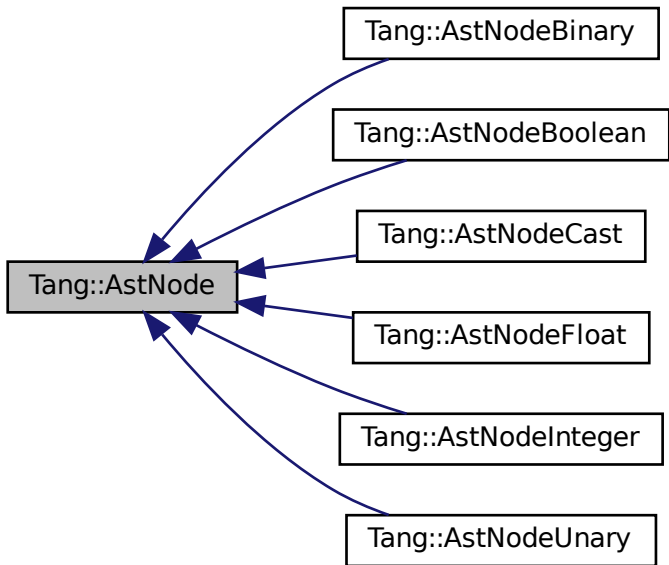 Tang::AstNodeBinary
Tang::AstNodeBoolean
Tang::AstNodeCast
Tang::AstNode
Tang::AstNodeFloat
Tang::AstNodeInteger
Tang::AstNodeUnary